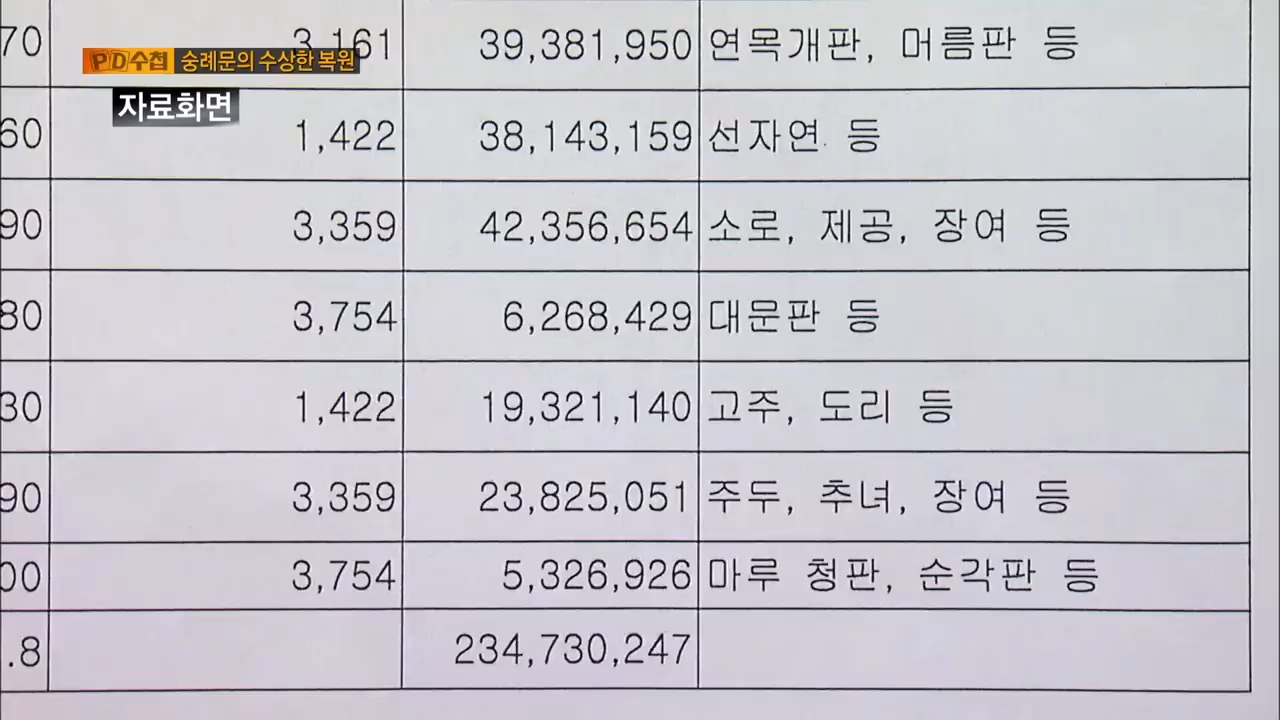 PD수첩 숭례문의 수상한 복원
자료화면
70 3,161 39,381,950 연목개판, 머름판 등
60 1,422 38,143,159 선자연 등
90 3,359 42,356,654 소로, 제공, 장여 등
80 3,754 6,268,429 대문판 등
30 1,422 19,321,140 고주, 도리 등
90 3,359 23,825,051 주두, 추녀, 장여 등
00 3,754 5,326,926 마루 청판, 순각판 등
.8 234,730,247